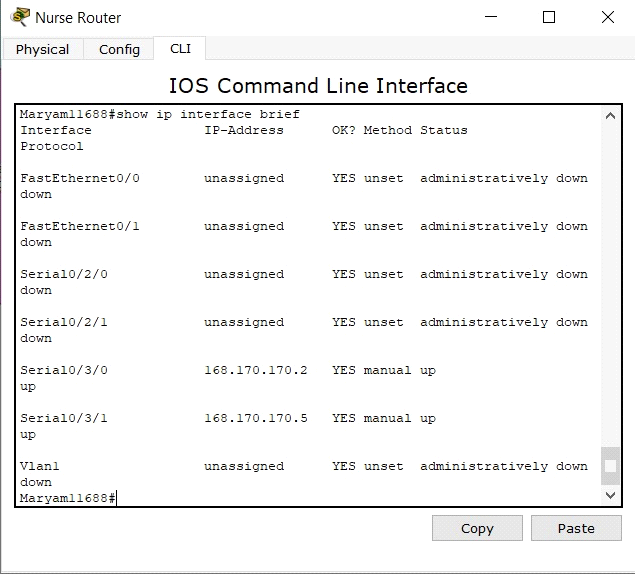 Nurse Router
Physical Config CLI
IOS Command Line Interface
Maryam11688#show ip interface brief
Interface IP-Address OK? Method Status
Protocol
FastEthernet0/0 unassigned YES unset administratively down
down
FastEthernet0/1 unassigned YES unset administratively down
down
Serial0/2/0 unassigned YES unset administratively down
down
Serial0/2/1 unassigned YES unset administratively down
down
Serial0/3/0 168.170.170.2 YES manual up
up
Serial0/3/1 168.170.170.5 YES manual up
up
Vlan1 unassigned YES unset administratively down
down
Maryam11688#
Copy Paste